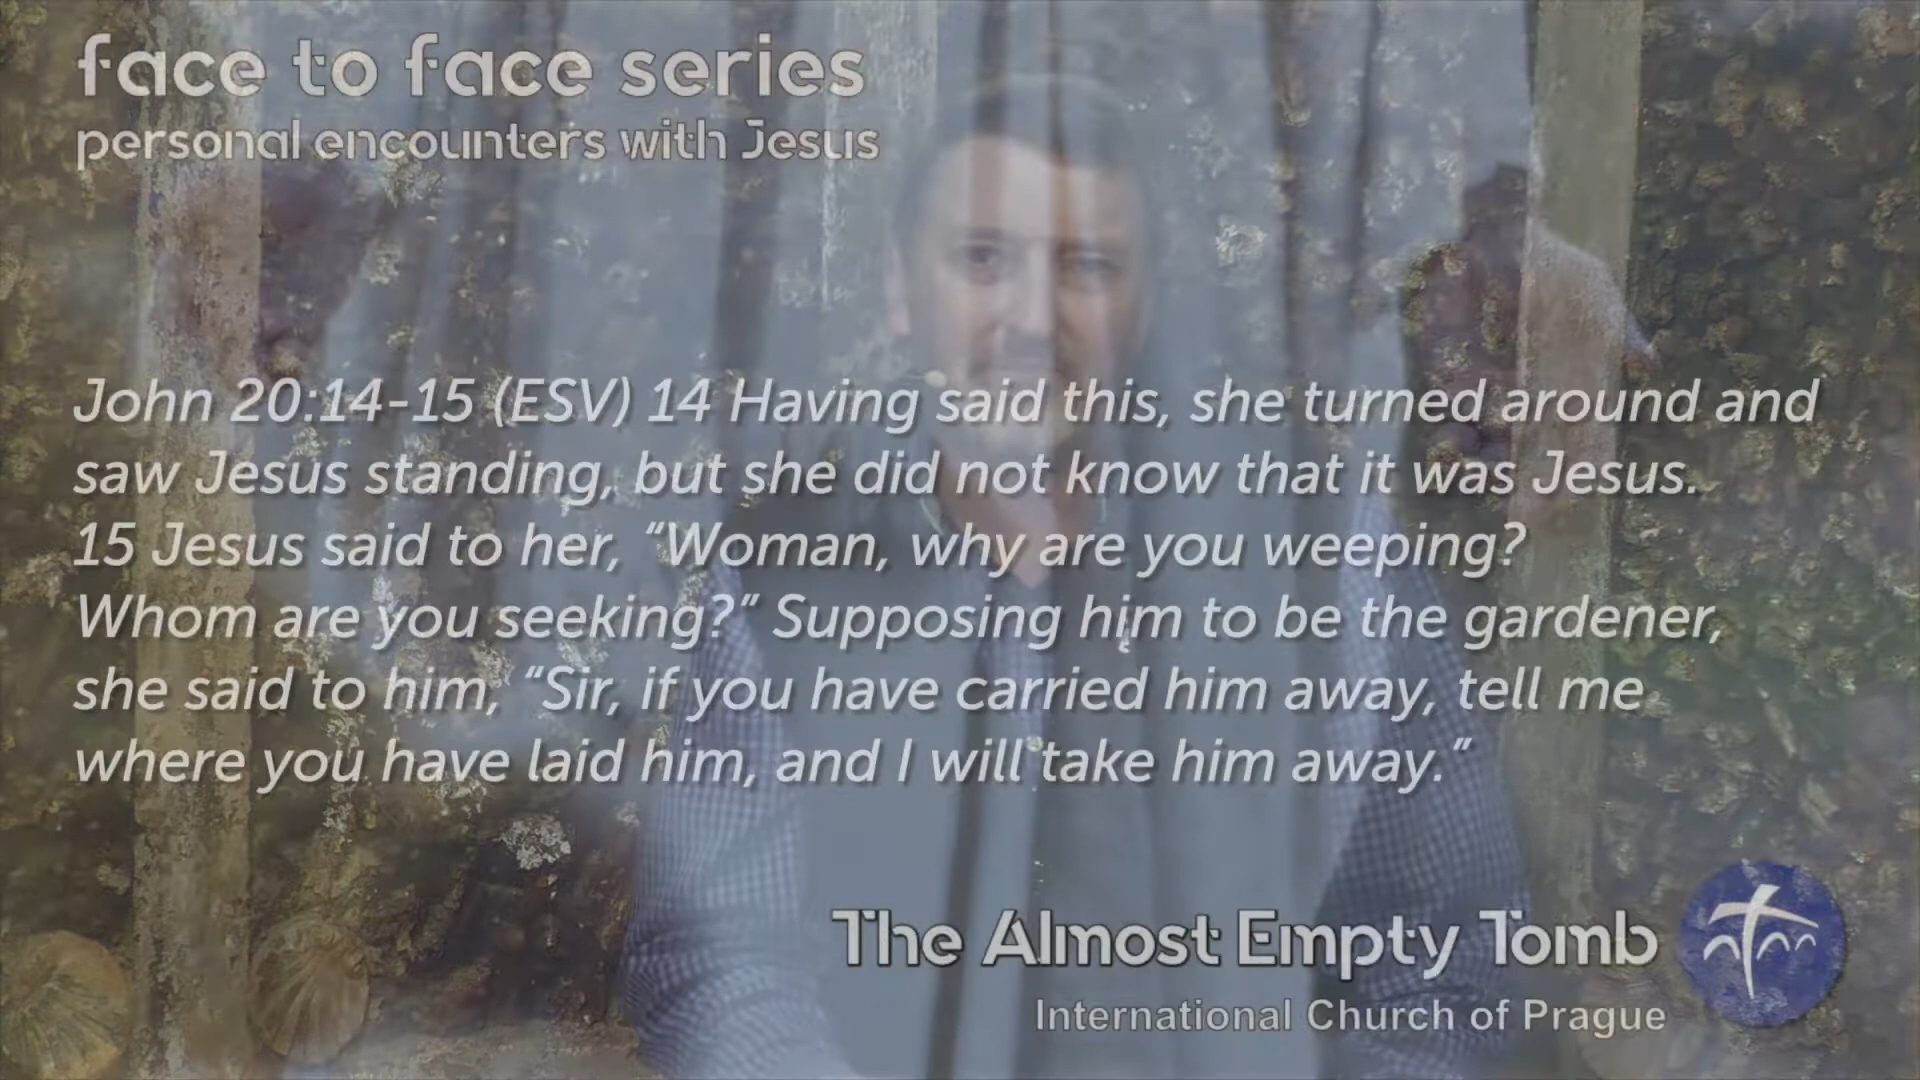 face to face series
personal encounters with Jesus
John 20:14-15 (ESV) 14 Having said this, she turned around and
saw Jesus standing, but she did not know that it was Jesus.
15 Jesus said to her, “Woman, why are you weeping?
Whom are you seeking?” Supposing him to be the gardener,
she said to him, “Sir, if you have carried him away, tell me
where you have laid him, and I will take him away.”
The Almost Empty Tomb
International Church of Prague